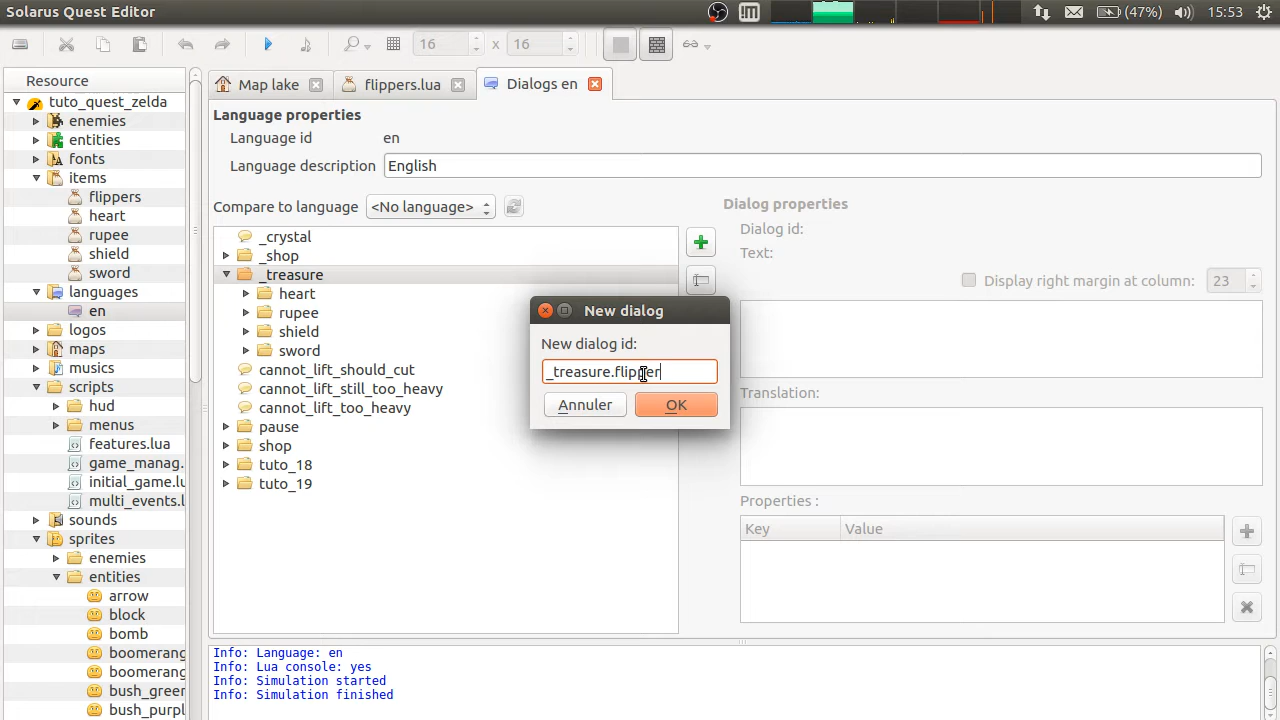 Solarus Quest Editor
(47%)
15:53
16 x 16
Resource
tuto_quest_zelda
enemies
entities
fonts
items
flippers
heart
rupee
shield
sword
languages
en
logos
maps
musics
scripts
hud
menus
features.lua
game_manag.
initial_game.lu
multi_events.l
sounds
sprites
enemies
entities
arrow
block
bomb
boomerang
boomerang
bush_green
bush_purpl
Map lake
flippers.lua
Dialogs en
Language properties
Language id en
Language description English
Compare to language <No language>
_crystal
_shop
_treasure
heart
rupee
shield
sword
cannot_lift_should_cut
cannot_lift_still_too_heavy
cannot_lift_too_heavy
pause
shop
tuto_18
tuto_19
Dialog properties
Dialog id:
Text:
Display right margin at column: 23
Translation:
Properties :
Key Value
New dialog
New dialog id:
_treasure.flipper
Annuler OK
Info: Language: en
Info: Lua console: yes
Info: Simulation started
Info: Simulation finished